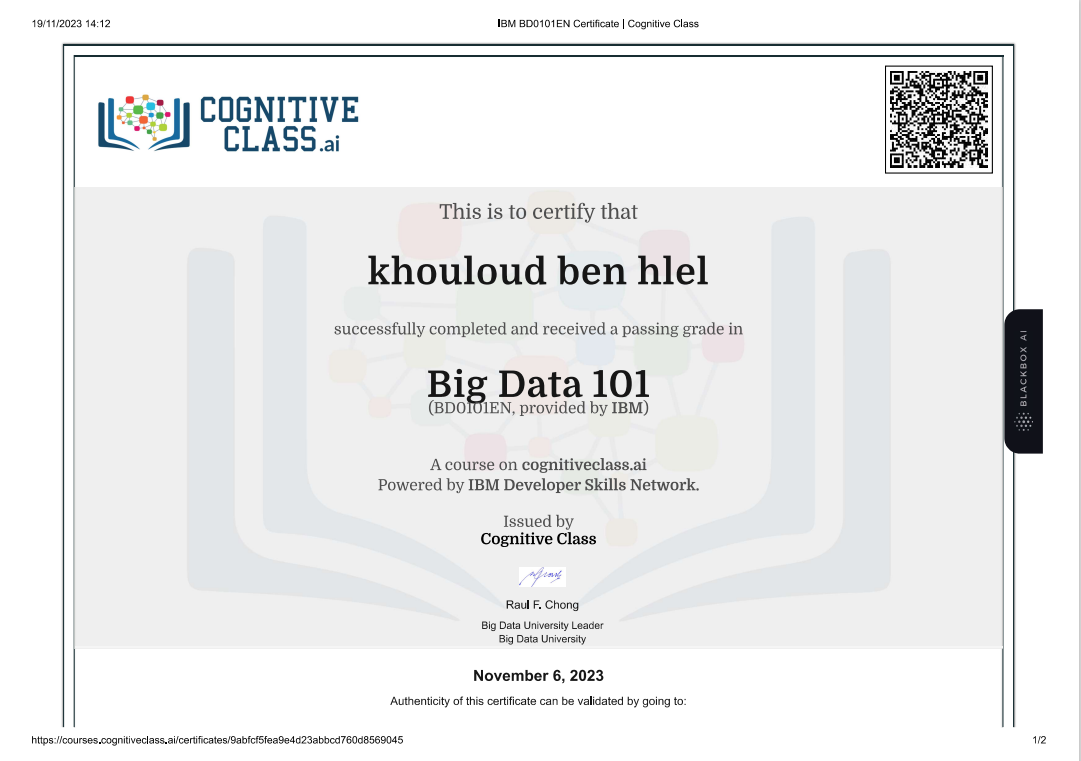 19/11/2023 14:12
IBM BD0101EN Certificate | Cognitive Class
COGNITIVE
CLASS.ai
This is to certify that
khouloud ben hlel
successfully completed and received a passing grade in
Big Data 101
(BD0101EN, provided by IBM)
BLACKBOX AI
A course on cognitiveclass.ai
Powered by IBM Developer Skills Network.
Issued by
Cognitive Class
Raul F. Chong
Big Data University Leader
Big Data University
November 6, 2023
Authenticity of this certificate can be validated by going to:
https://courses.cognitiveclass.ai/certificates/9abfcf5fea9e4d23abbcd760d8569045
1/2